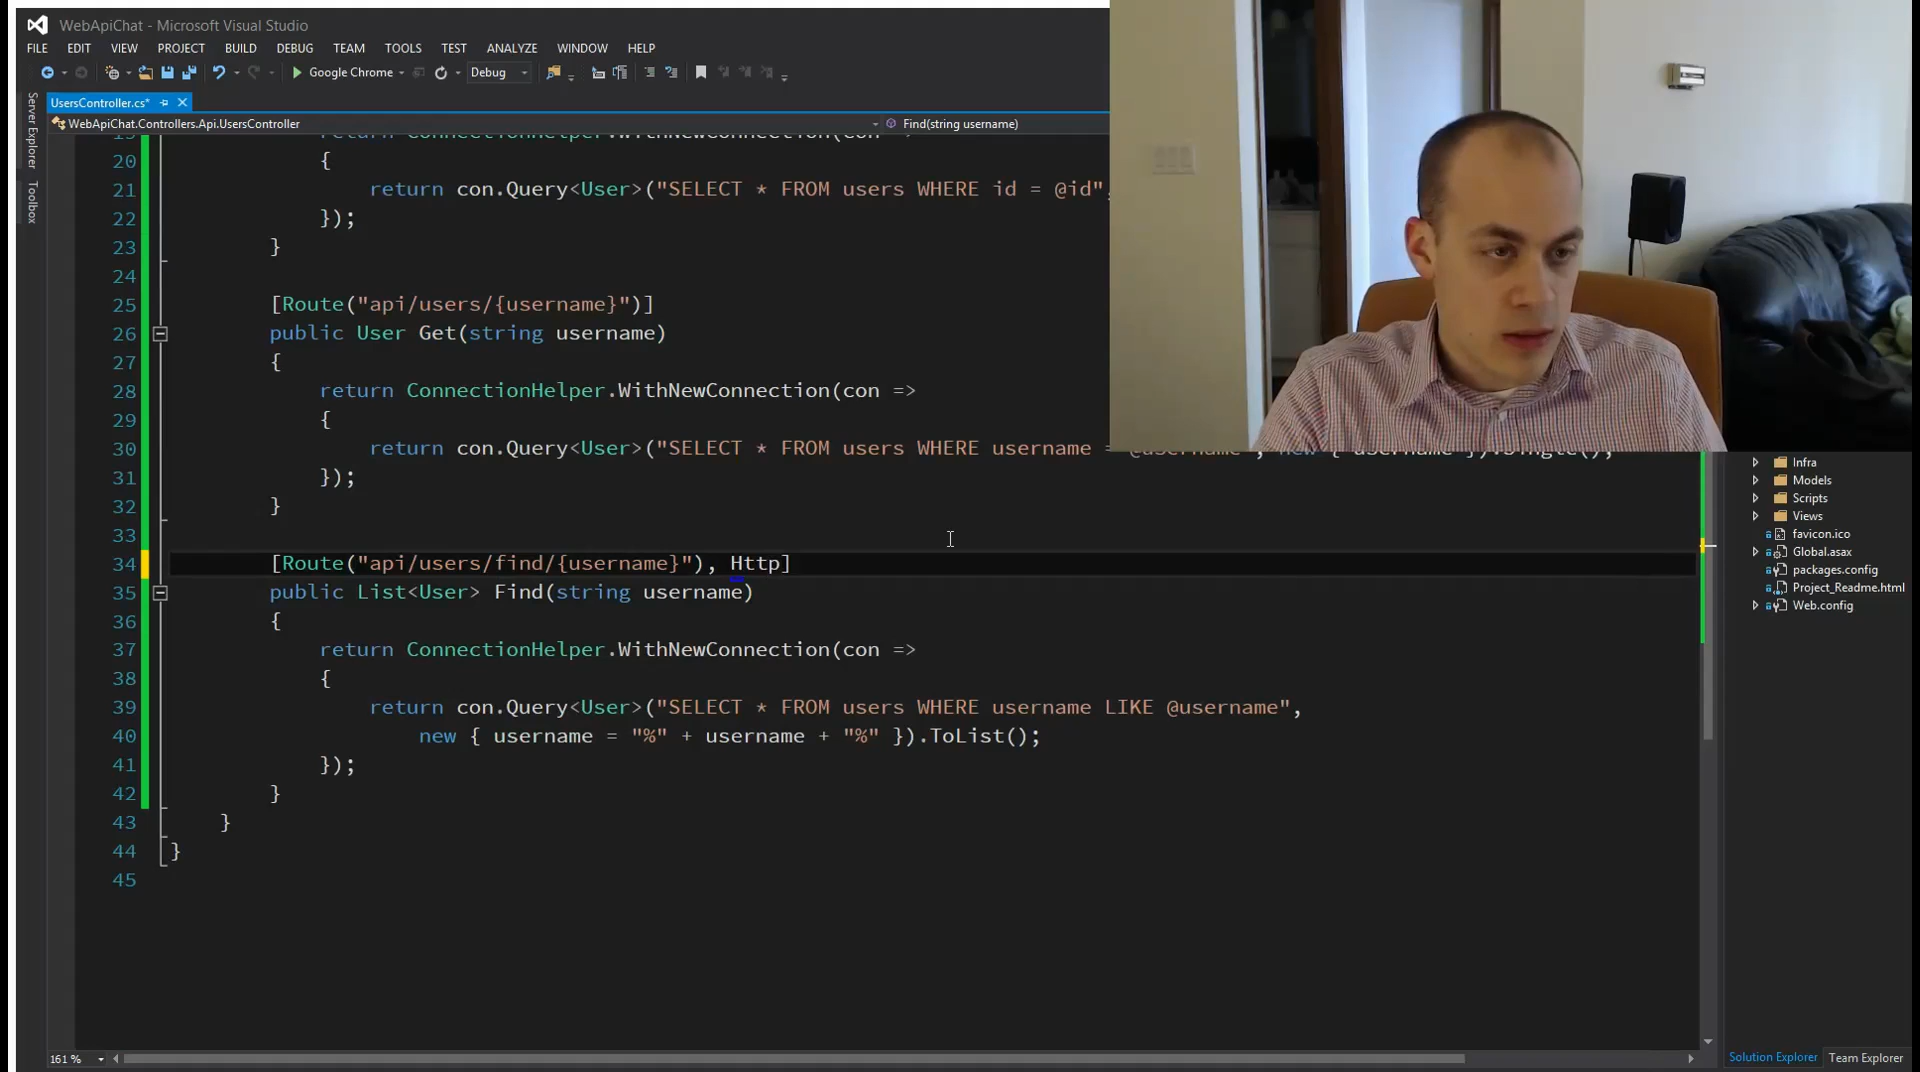 WebApiChat - Microsoft Visual Studio
FILE EDIT VIEW PROJECT BUILD DEBUG TEAM TOOLS TEST ANALYZE WINDOW HELP
Google Chrome Debug
Server Explorer
Toolbox
UsersController.cs*
WebApiChat.Controllers.Api.UsersController Find(string username)
return ConnectionHelper.WithNewConnection(con =>
20 {
21 return con.Query<User>("SELECT * FROM users WHERE id = @id",
22 });
23 }
24
25 [Route("api/users/{username}")]
26 public User Get(string username)
27 {
28 return ConnectionHelper.WithNewConnection(con =>
29 {
30 return con.Query<User>("SELECT * FROM users WHERE username =
31 });
32 }
33
34 [Route("api/users/find/{username}"), Http]
35 public List<User> Find(string username)
36 {
37 return ConnectionHelper.WithNewConnection(con =>
38 {
39 return con.Query<User>("SELECT * FROM users WHERE username LIKE @username",
40 new { username = "%" + username + "%" }).ToList();
41 });
42 }
43 }
44 }
45
161 %
Infra
Models
Scripts
Views
favicon.ico
Global.asax
packages.config
Project_Readme.html
Web.config
Solution Explorer Team Explorer